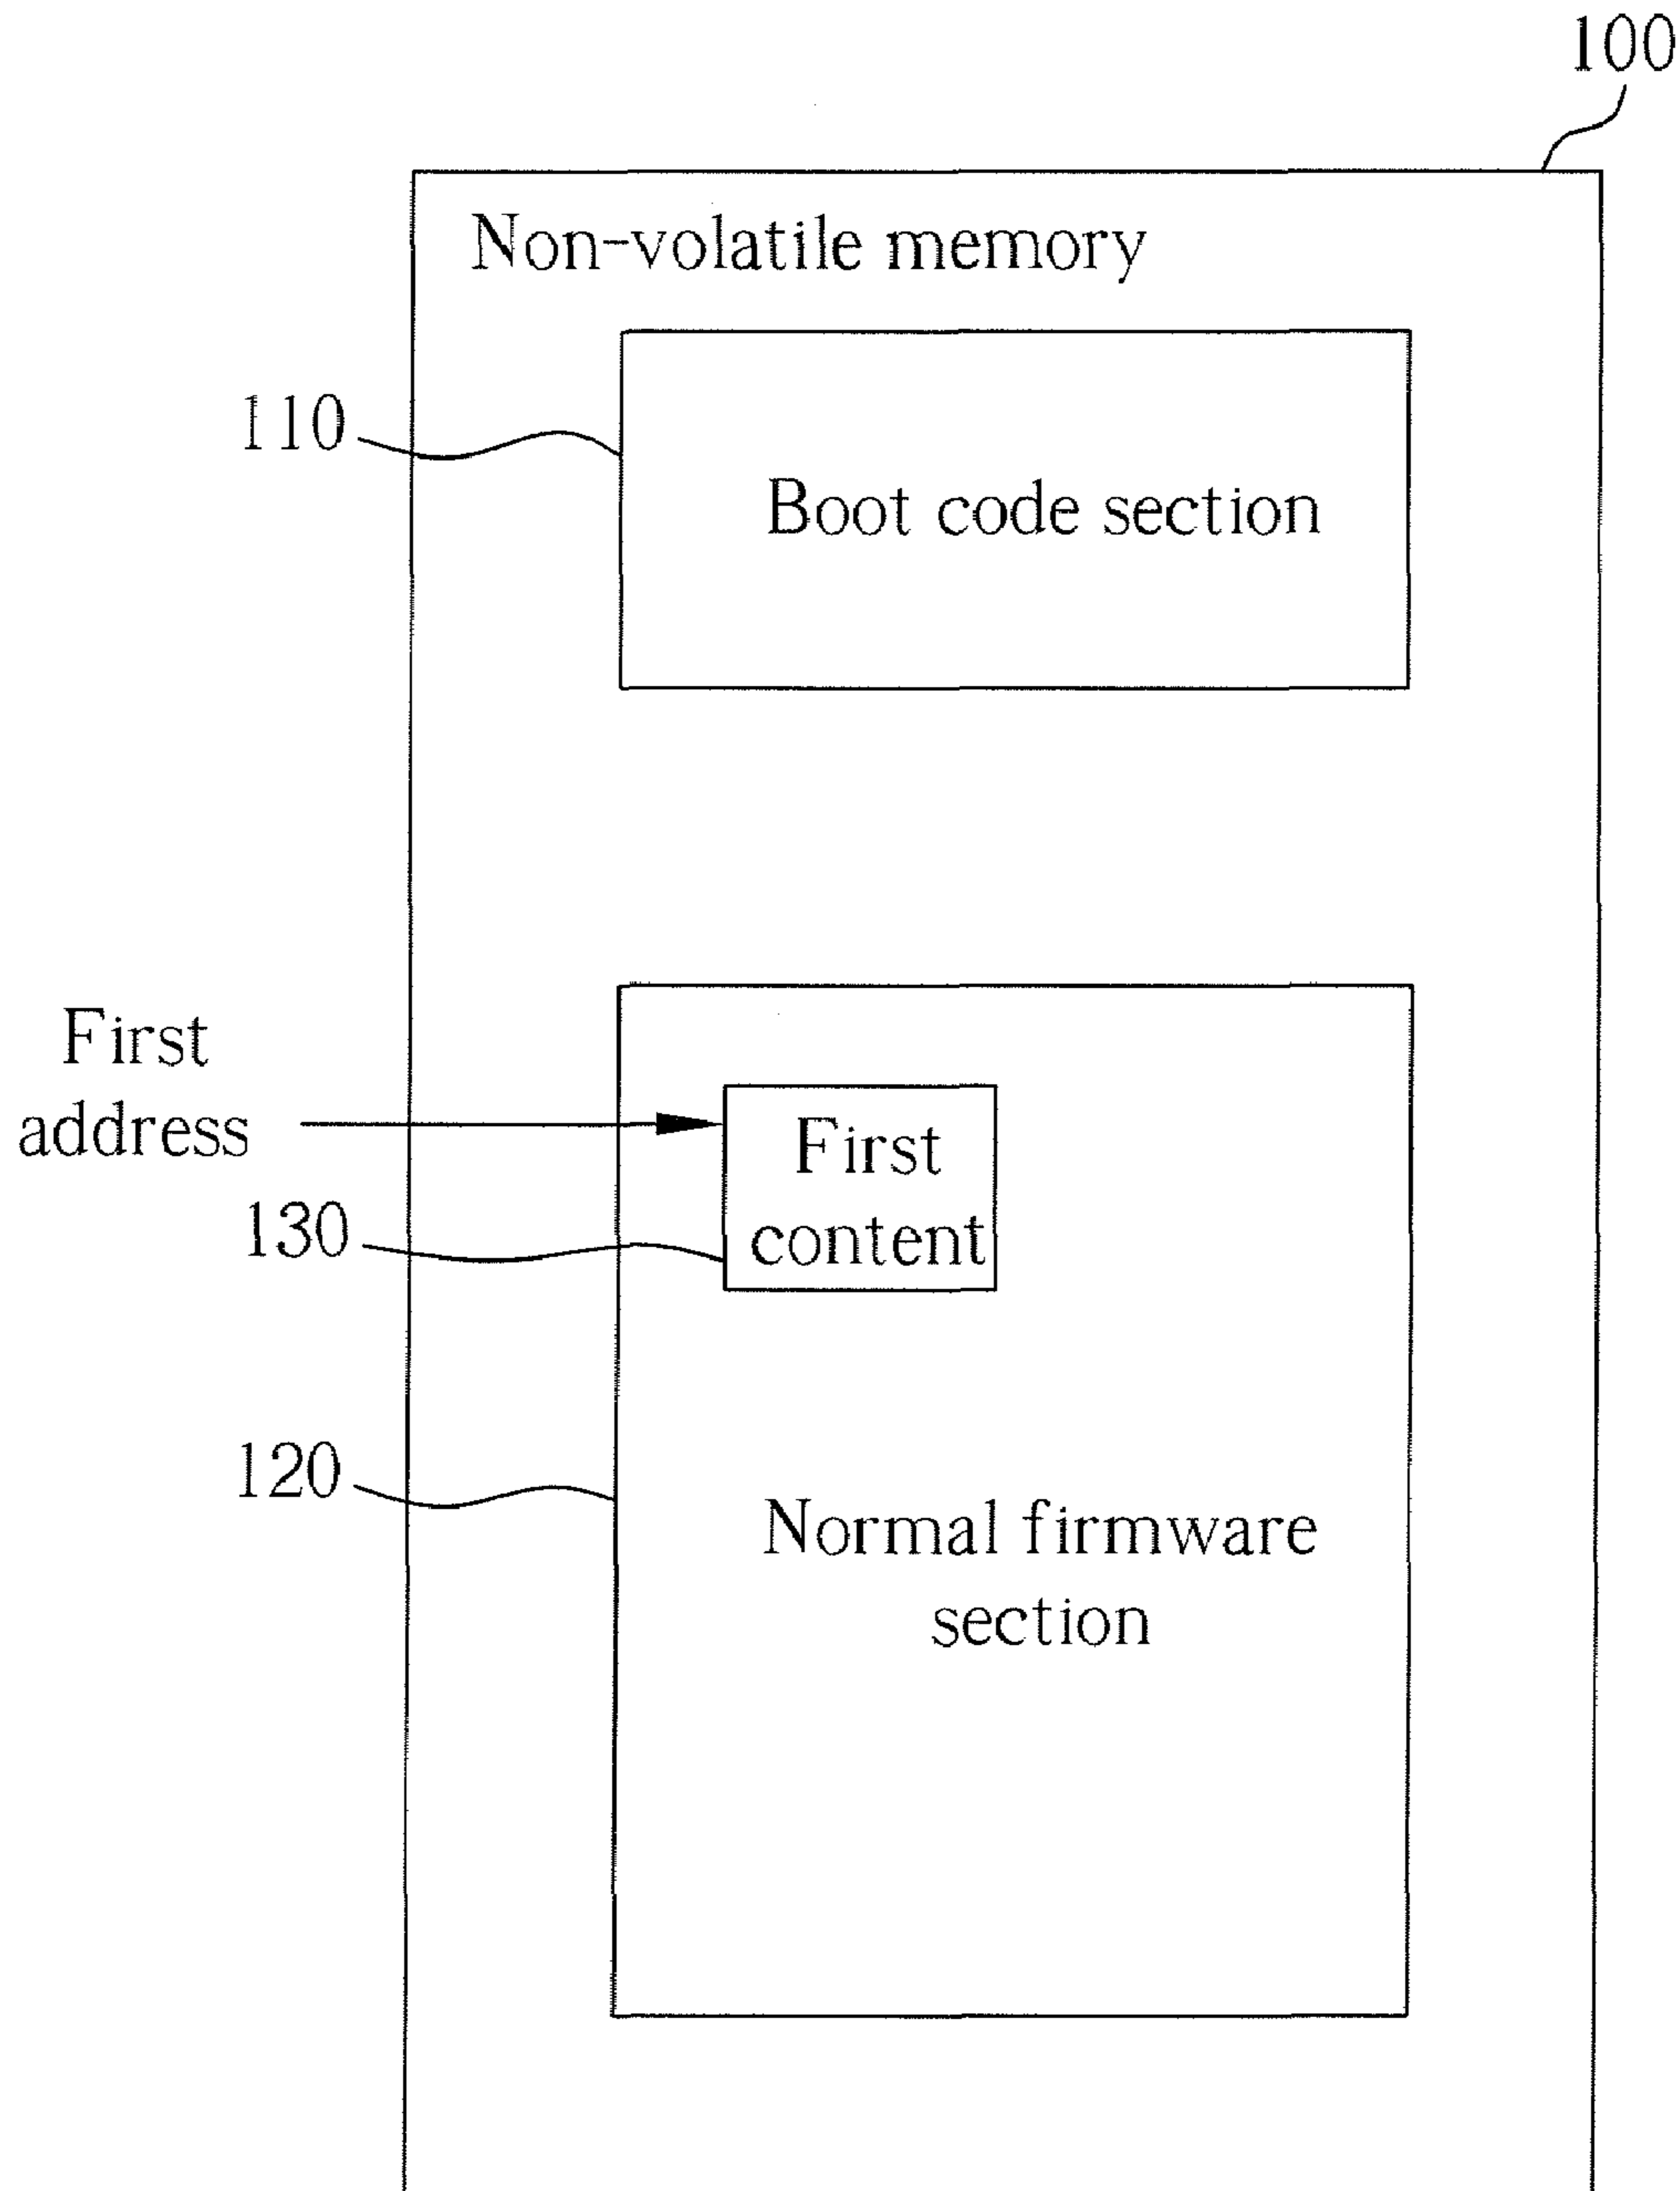 100
Non-volatile memory
110
Boot code section
First
address
First
content
130
120
Normal firmware
section